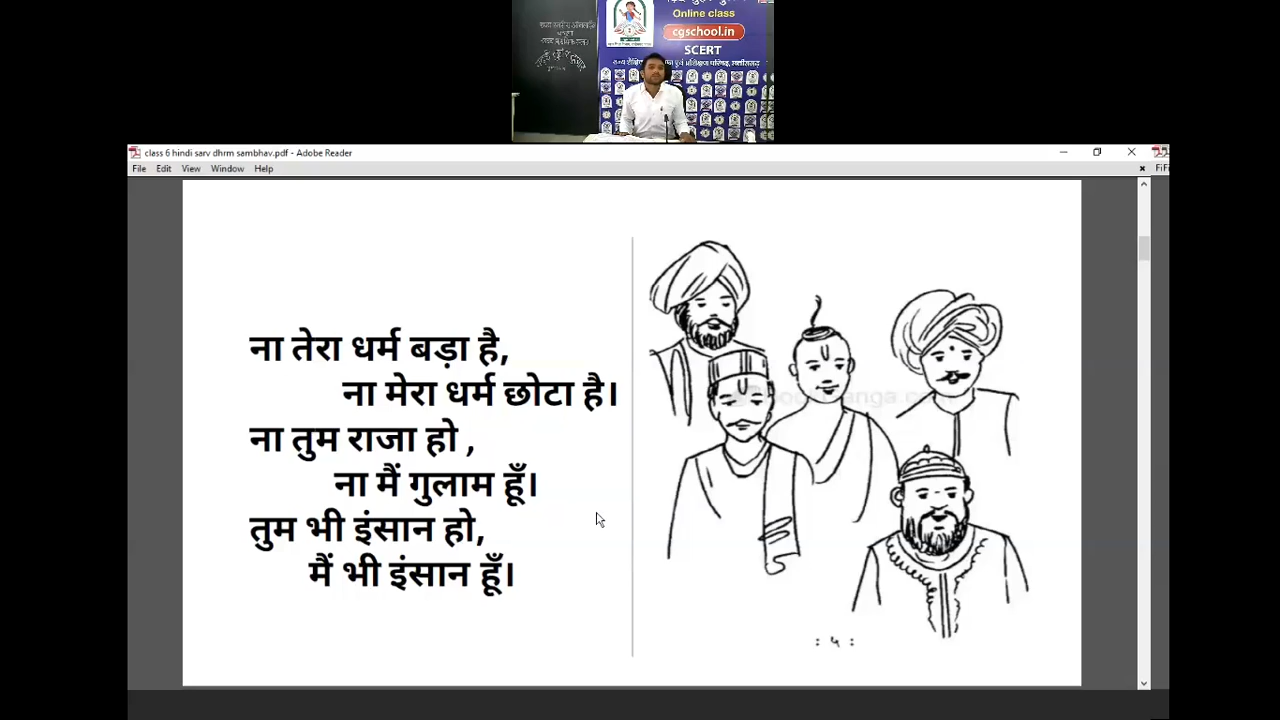 Online class
cgschool.in
SCERT
class 6 hindi sarv dhrm sambhav.pdf - Adobe Reader
File Edit View Window Help
ना तेरा धर्म बड़ा है,
ना मेरा धर्म छोटा है।
ना तुम राजा हो ,
ना मैं गुलाम हूँ।
तुम भी इंसान हो,
मैं भी इंसान हूँ।
: ५ :